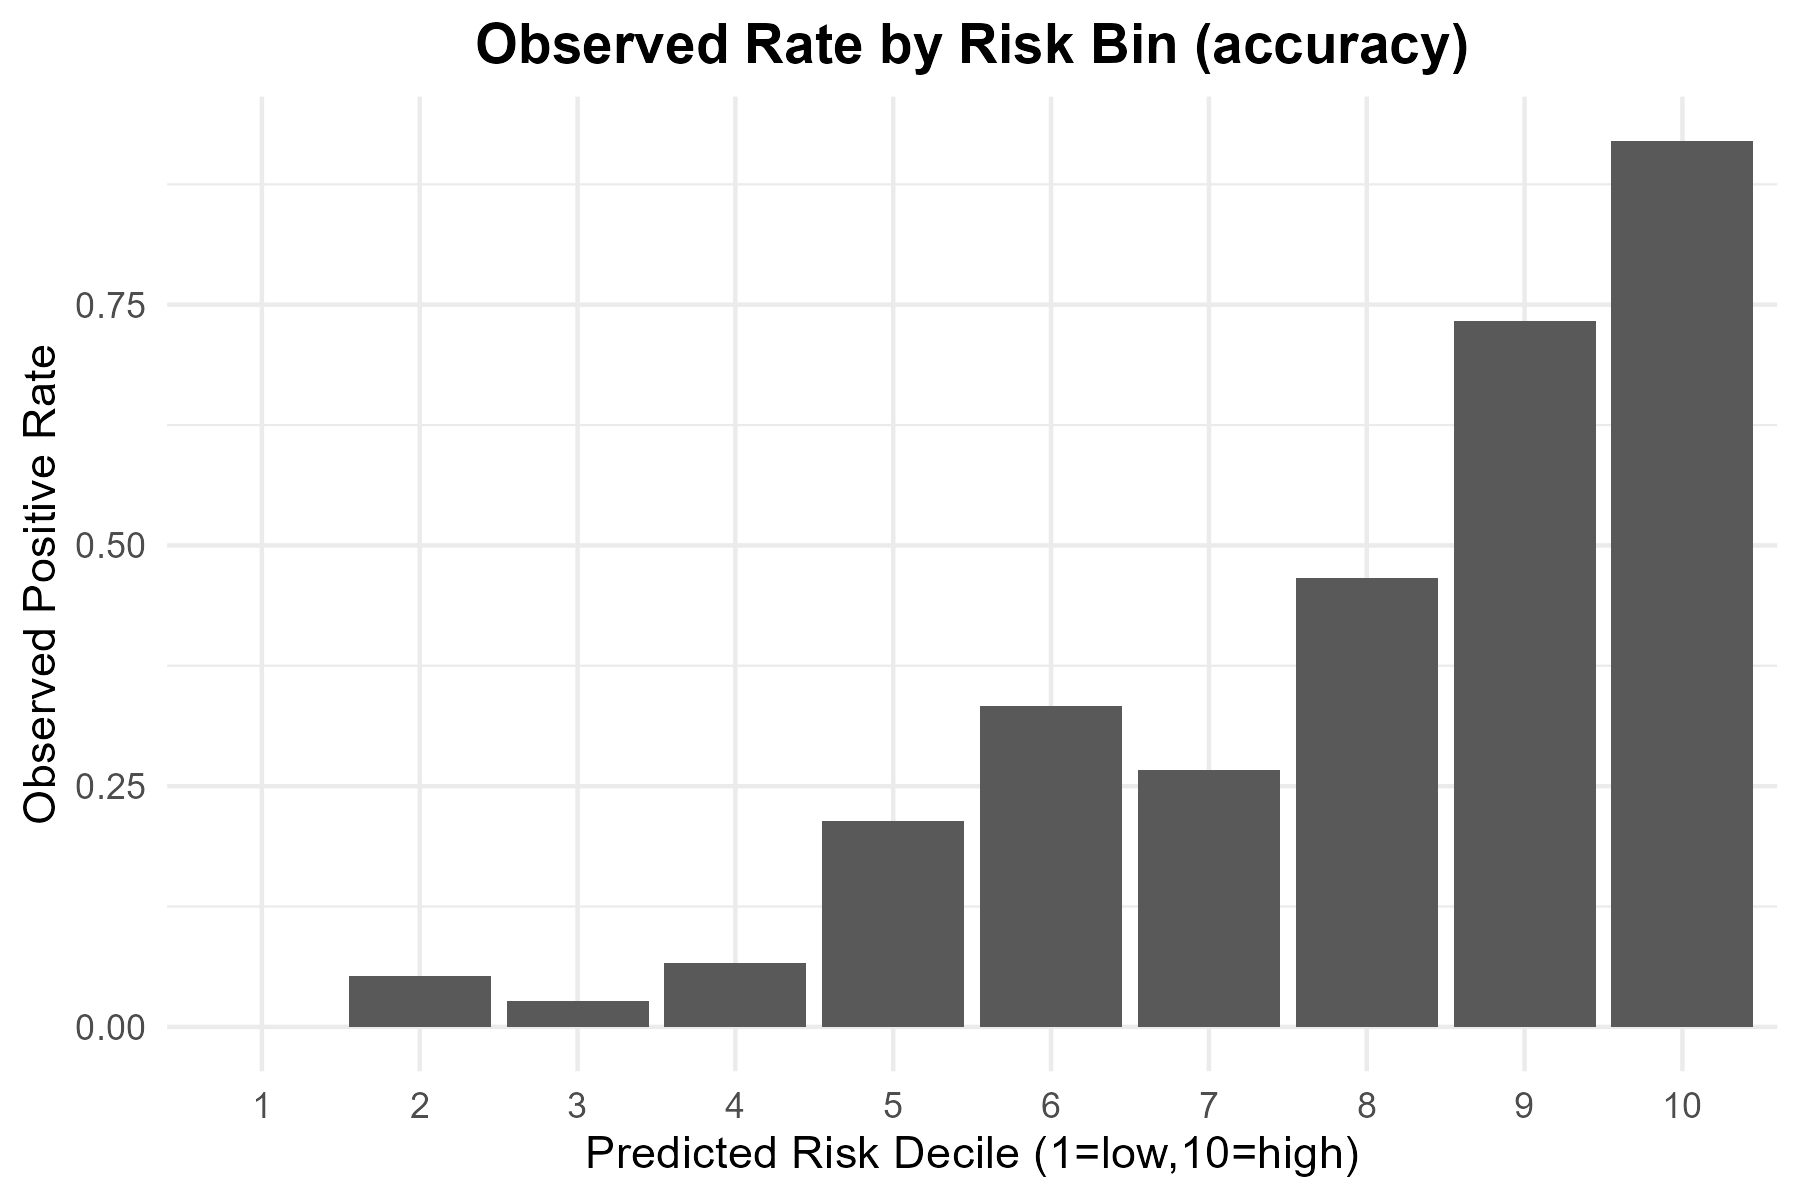 Observed Rate by Risk Bin (accuracy)
Observed Positive Rate
0.75
0.50
0.25
0.00
1 2 3 4 5 6 7 8 9 10
Predicted Risk Decile (1=low,10=high)